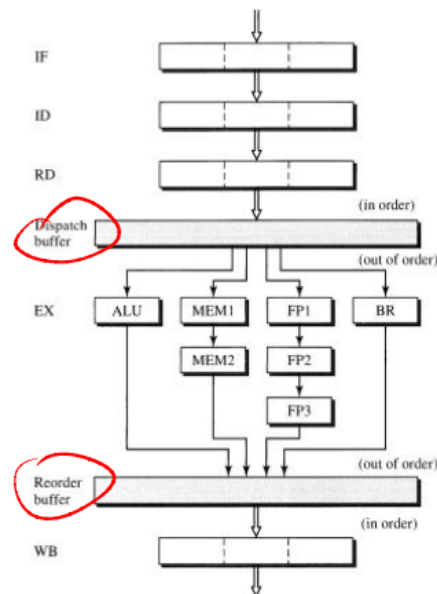 IF
ID
RD
(in order)
Dispatch
buffer
(out of order)
EX
ALU MEM1 FP1 BR
MEM2 FP2
FP3
(out of order)
Reorder
buffer
(in order)
WB